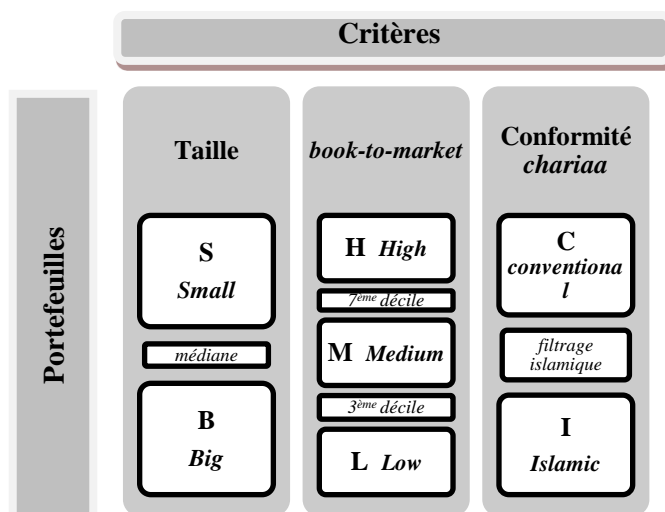 Critères
Portefeuilles
Taille
S
Small
médiane
B
Big
book-to-market
H High
7ème décile
M Medium
3ème décile
L Low
Conformité
chariaa
C
conventiona
l
filtrage
islamique
I
Islamic